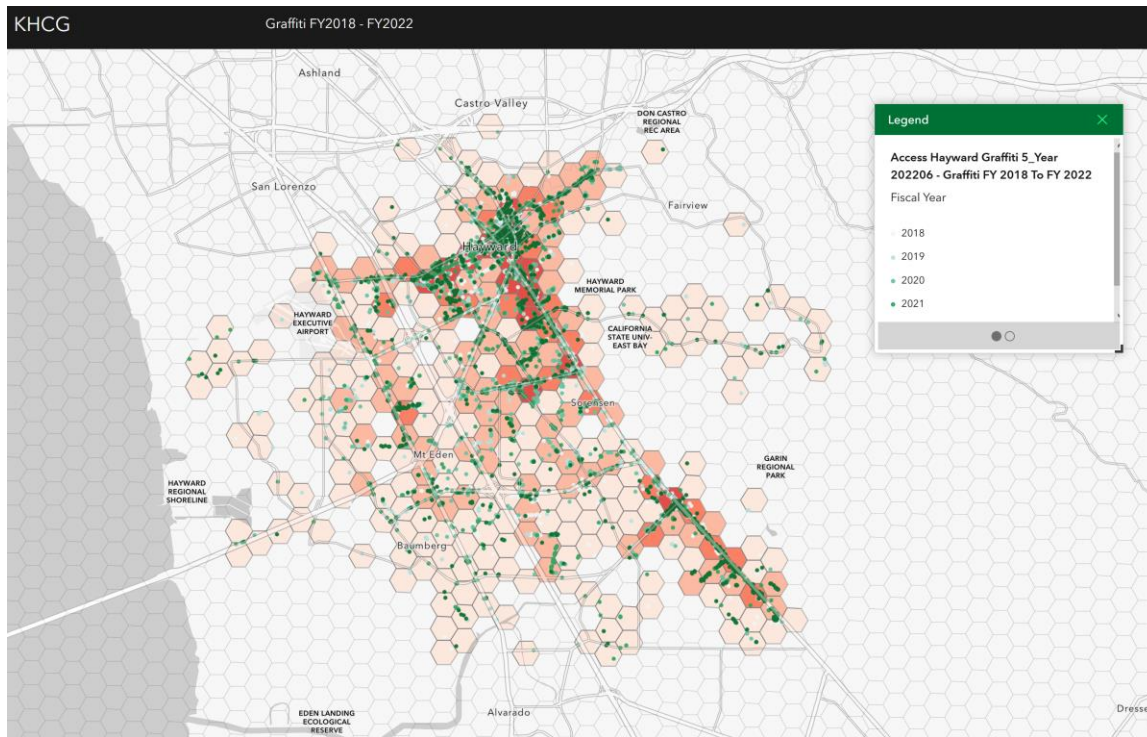 KHCG
Graffiti FY2018 - FY2022
Ashland
Castro Valley
DON CASTRO
REGIONAL
REC AREA
San Lorenzo
Fairview
Hayward
HAYWARD
MEMORIAL PARK
HAYWARD
EXECUTIVE
AIRPORT
CALIFORNIA
STATE UNIV-
EAST BAY
Sorensen
Mt Eden
GARIN
REGIONAL
PARK
HAYWARD
REGIONAL
SHORELINE
Baumberg
EDEN LANDING
ECOLOGICAL
RESERVE
Alvarado
Dresse
Legend
Access Hayward Graffiti 5_Year
202206 - Graffiti FY 2018 To FY 2022
Fiscal Year
2018
2019
2020
2021